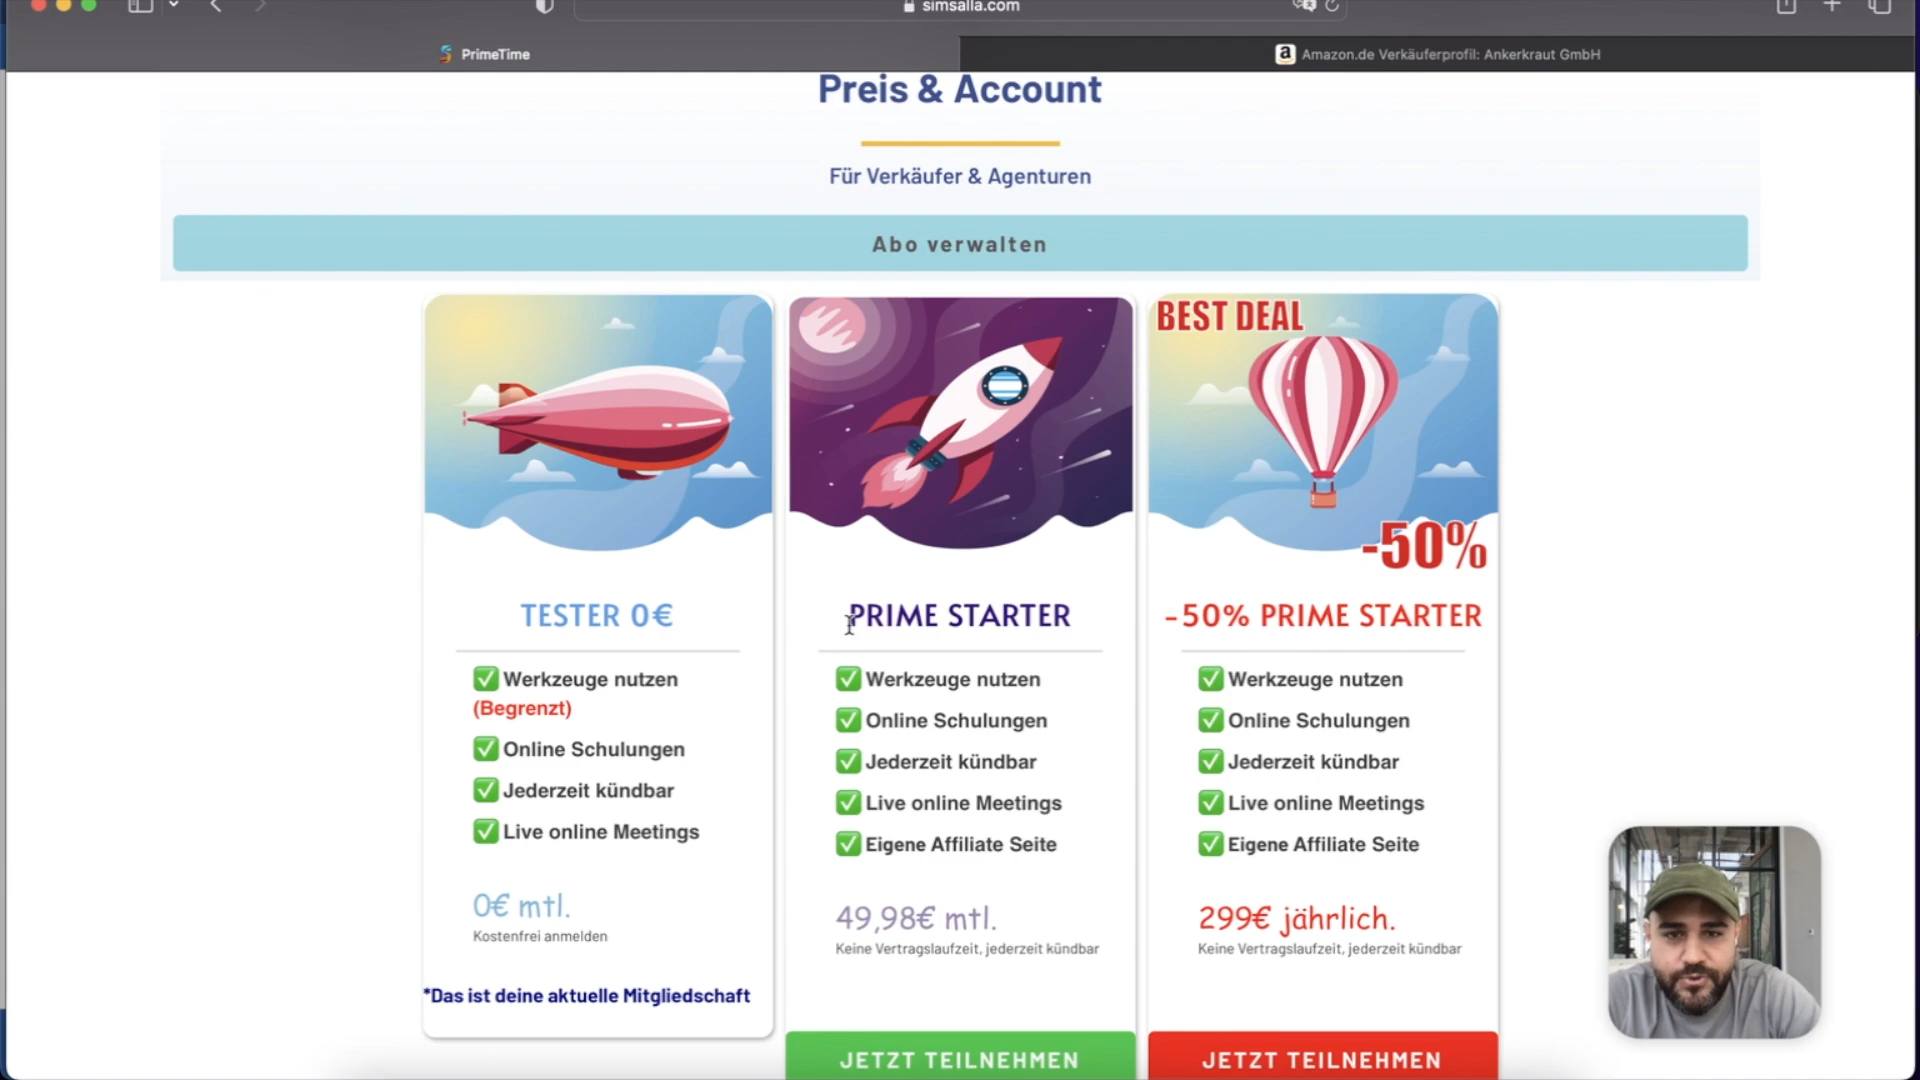 simsalla.com
PrimeTime
a Amazon.de Verkäuferprofil: Ankerkraut GmbH
Preis & Account
Für Verkäufer & Agenturen
Abo verwalten
TESTER 0€
✅ Werkzeuge nutzen
(Begrenzt)
✅ Online Schulungen
✅ Jederzeit kündbar
✅ Live online Meetings
0€ mtl.
Kostenfrei anmelden
*Das ist deine aktuelle Mitgliedschaft
PRIME STARTER
✅ Werkzeuge nutzen
✅ Online Schulungen
✅ Jederzeit kündbar
✅ Live online Meetings
✅ Eigene Affiliate Seite
49,98€ mtl.
Keine Vertragslaufzeit, jederzeit kündbar
JETZT TEILNEHMEN
BEST DEAL
-50%
-50% PRIME STARTER
✅ Werkzeuge nutzen
✅ Online Schulungen
✅ Jederzeit kündbar
✅ Live online Meetings
✅ Eigene Affiliate Seite
299€ jährlich.
Keine Vertragslaufzeit, jederzeit kündbar
JETZT TEILNEHMEN